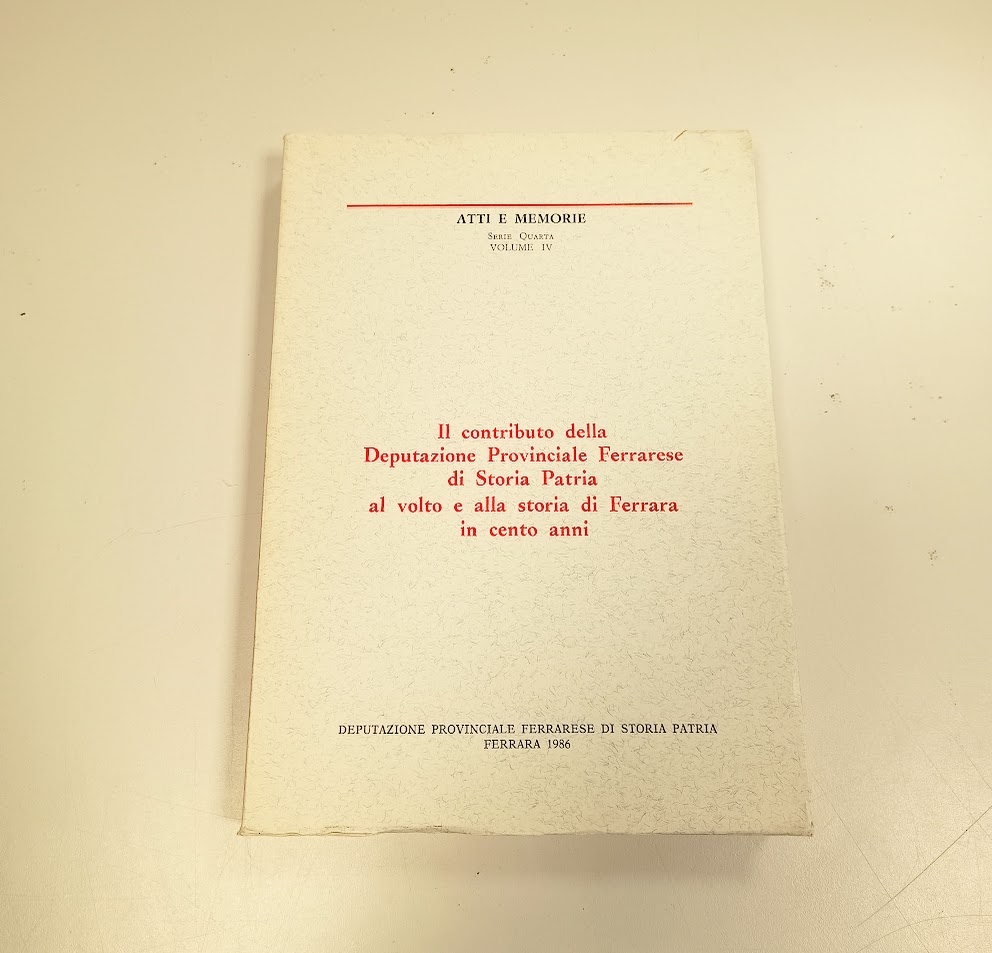 ATTI E MEMORIE
Serie Quarta
VOLUME IV
Il contributo della
Deputazione Provinciale Ferrarese
di Storia Patria
al volto e alla storia di Ferrara
in cento anni
DEPUTAZIONE PROVINCIALE FERRARESE DI STORIA PATRIA
FERRARA 1986